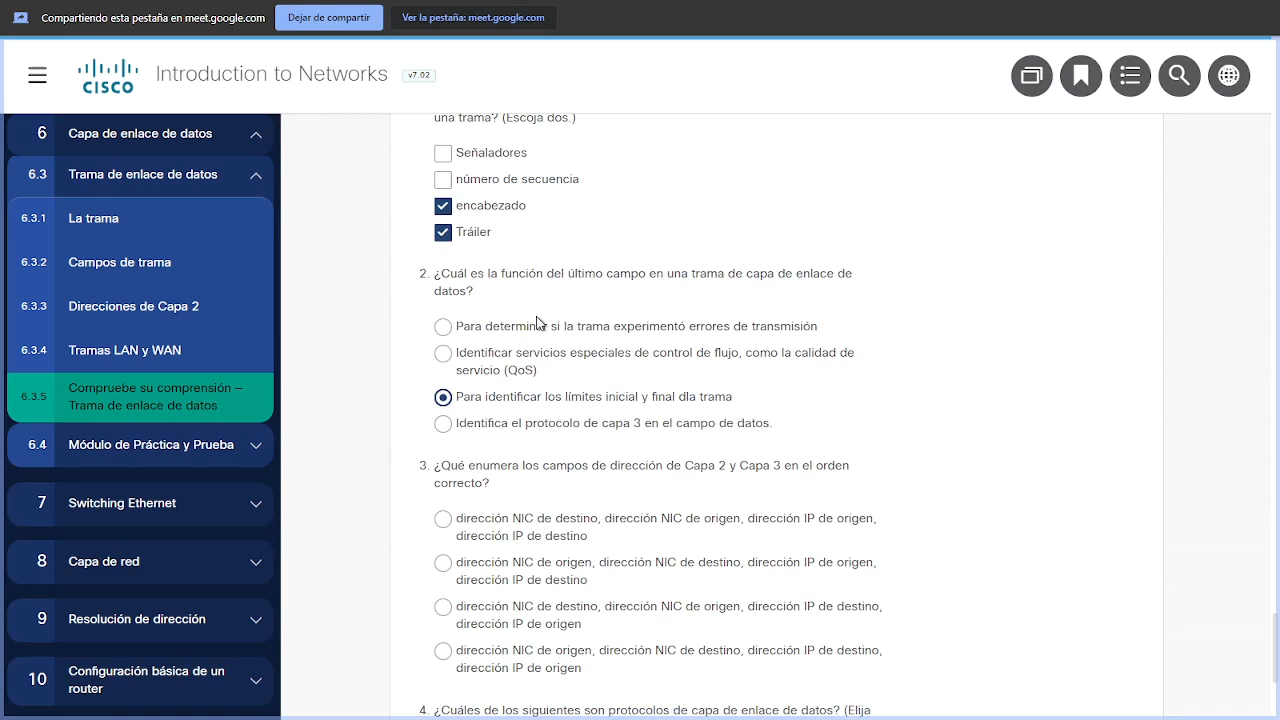 Compartiendo esta pestaña en meet.google.com
Dejar de compartir
Ver la pestaña: meet.google.com
CISCO
Introduction to Networks
v7.02
6 Capa de enlace de datos
6.3 Trama de enlace de datos
6.3.1 La trama
6.3.2 Campos de trama
6.3.3 Direcciones de Capa 2
6.3.4 Tramas LAN y WAN
6.3.5 Compruebe su comprensión –
Trama de enlace de datos
6.4 Módulo de Práctica y Prueba
7 Switching Ethernet
8 Capa de red
9 Resolución de dirección
10 Configuración básica de un
router
una trama? (Escoja dos.)
Señaladores
número de secuencia
encabezado
Tráiler
2. ¿Cuál es la función del último campo en una trama de capa de enlace de
datos?
Para determinar si la trama experimentó errores de transmisión
Identificar servicios especiales de control de flujo, como la calidad de
servicio (QoS)
Para identificar los límites inicial y final dla trama
Identifica el protocolo de capa 3 en el campo de datos.
3. ¿Qué enumera los campos de dirección de Capa 2 y Capa 3 en el orden
correcto?
dirección NIC de destino, dirección NIC de origen, dirección IP de origen,
dirección IP de destino
dirección NIC de origen, dirección NIC de destino, dirección IP de origen,
dirección IP de destino
dirección NIC de destino, dirección NIC de origen, dirección IP de destino,
dirección IP de origen
dirección NIC de origen, dirección NIC de destino, dirección IP de destino,
dirección IP de origen
4. ¿Cuáles de los siguientes son protocolos de capa de enlace de datos? (Elija